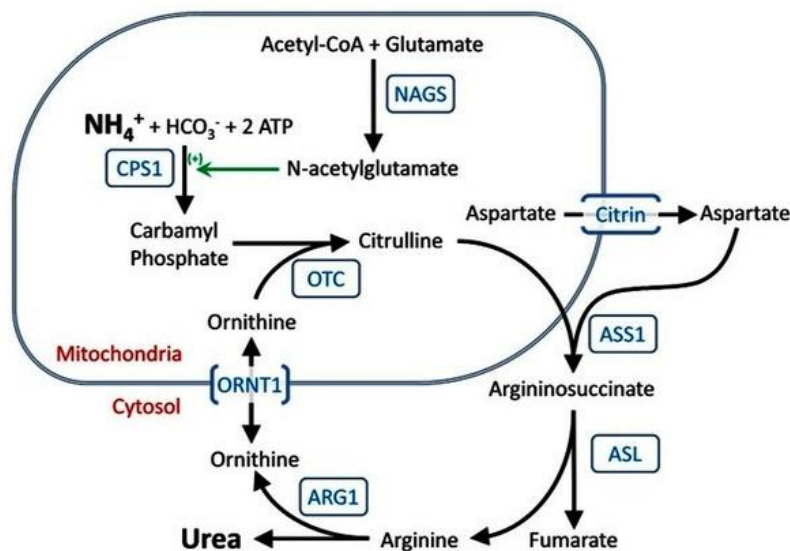 Acetyl-CoA + Glutamate
NAGS
NH₄⁺ + HCO₃⁻ + 2 ATP
CPS1
(+)
N-acetylglutamate
Aspartate
Citrin
Aspartate
Carbamyl
Phosphate
Citrulline
OTC
Ornithine
ASS1
Mitochondria
ORNT1
Cytosol
Argininosuccinate
Ornithine
ASL
ARG1
Urea
Arginine
Fumarate